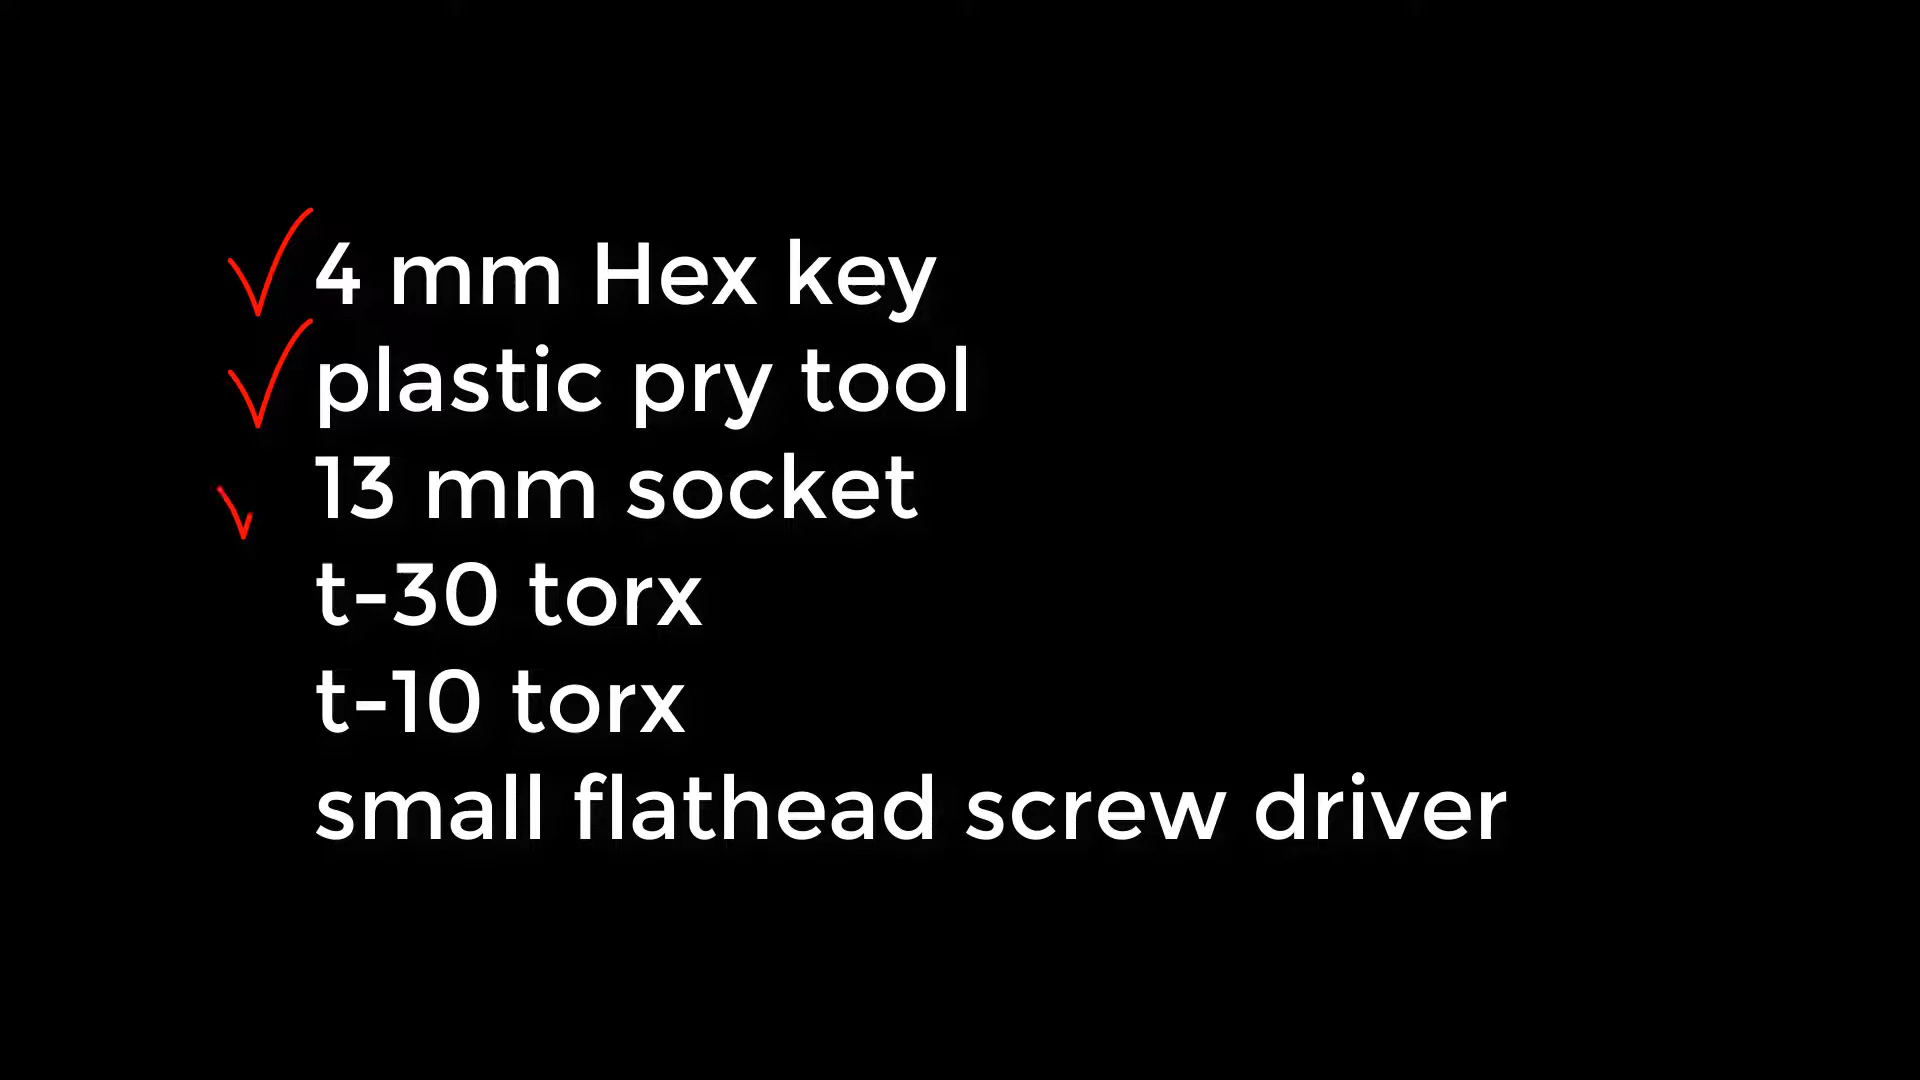 4 mm Hex key
plastic pry tool
13 mm socket
t-30 torx
t-10 torx
small flathead screw driver